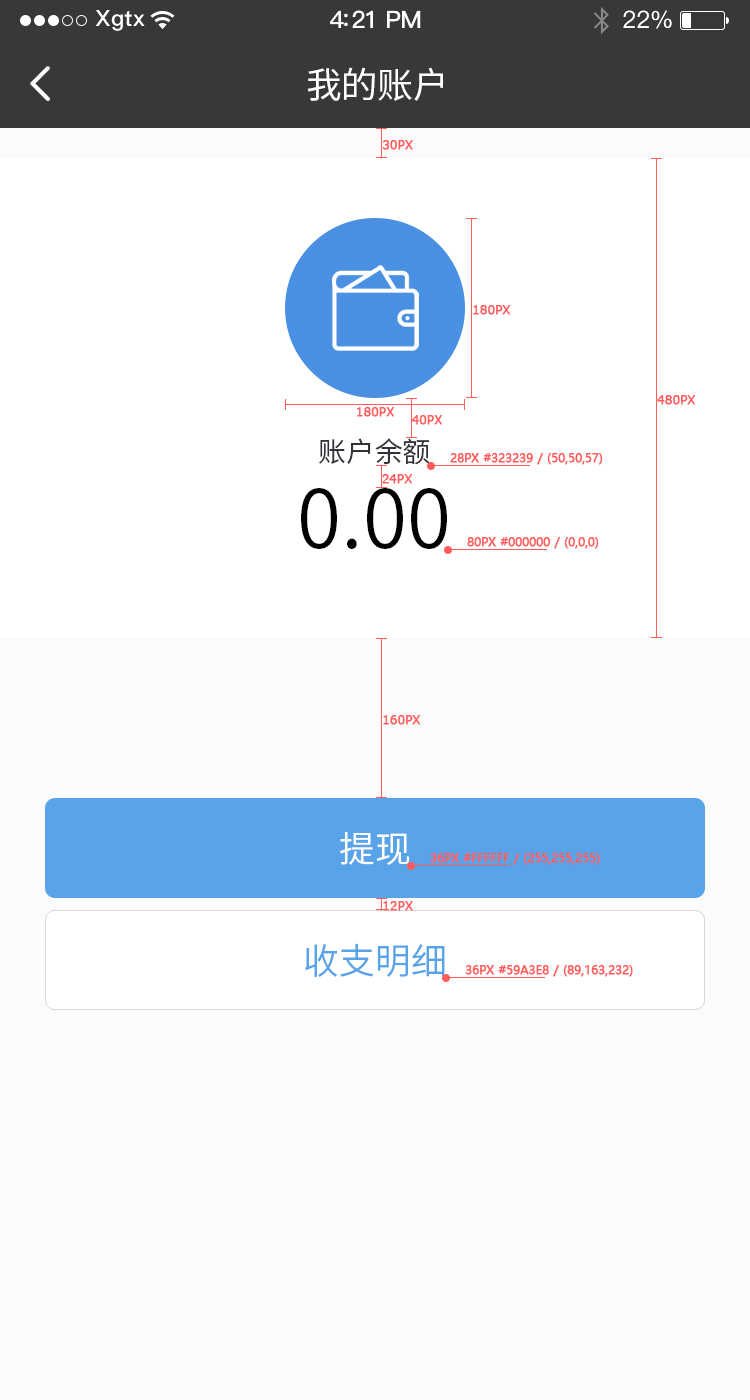 Xgtx 4:21 PM 22%
我的账户
30PX
180PX
480PX
180PX
40PX
账户余额
28PX #323239 / (50,50,57)
24PX
0.00
80PX #000000 / (0,0,0)
160PX
提现
36PX #FFFFFF / (255,255,255)
12PX
收支明细
36PX #59A3E8 / (89,163,232)